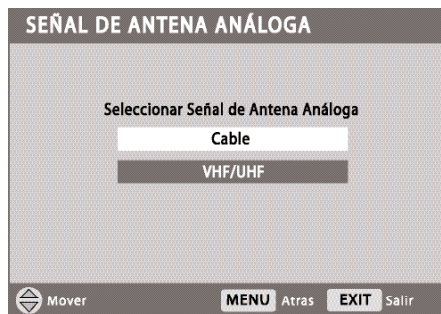 SEÑAL DE ANTENA ANÁLOGA
Seleccionar Señal de Antena Análoga
Cable
VHF/UHF
Mover MENU Atras EXIT Salir